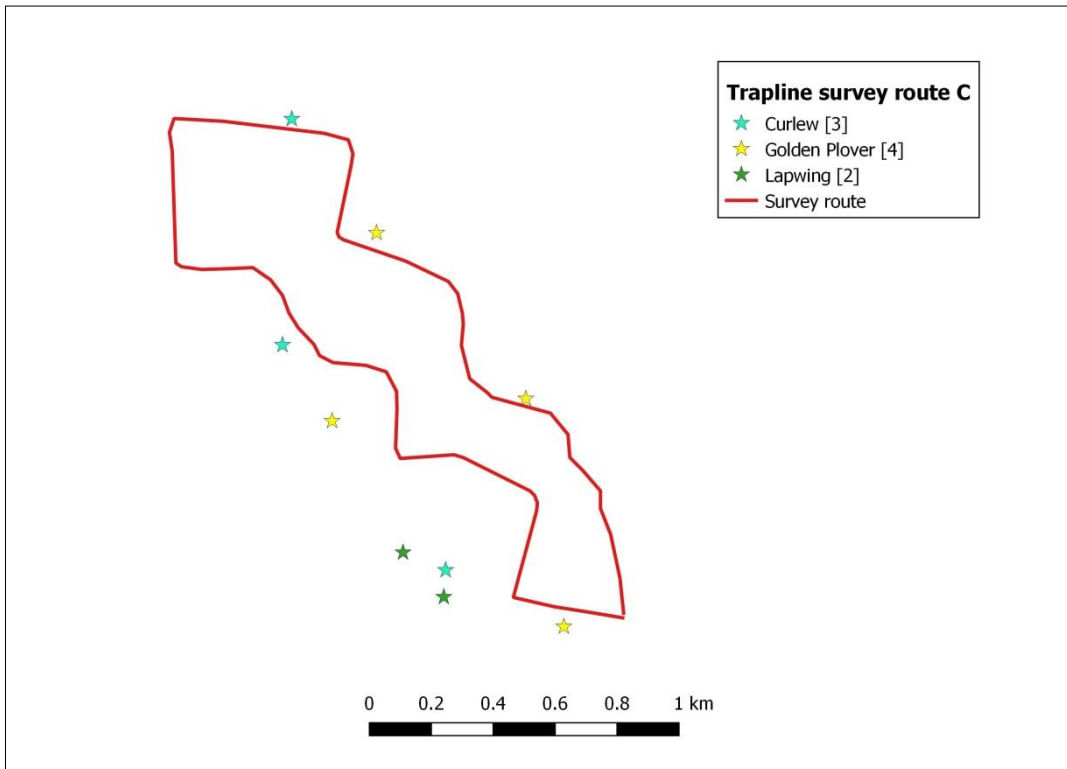 Trapline survey route C
Curlew [3]
Golden Plover [4]
Lapwing [2]
Survey route
0 0.2 0.4 0.6 0.8 1 km